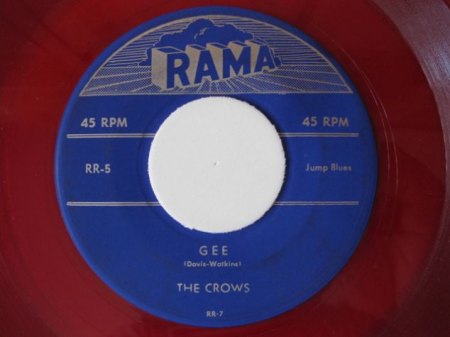 RAMA
45 RPM 45 RPM
RR-5 Jump Blues
GEE
(Davis-Watkins)
THE CROWS
RR-7